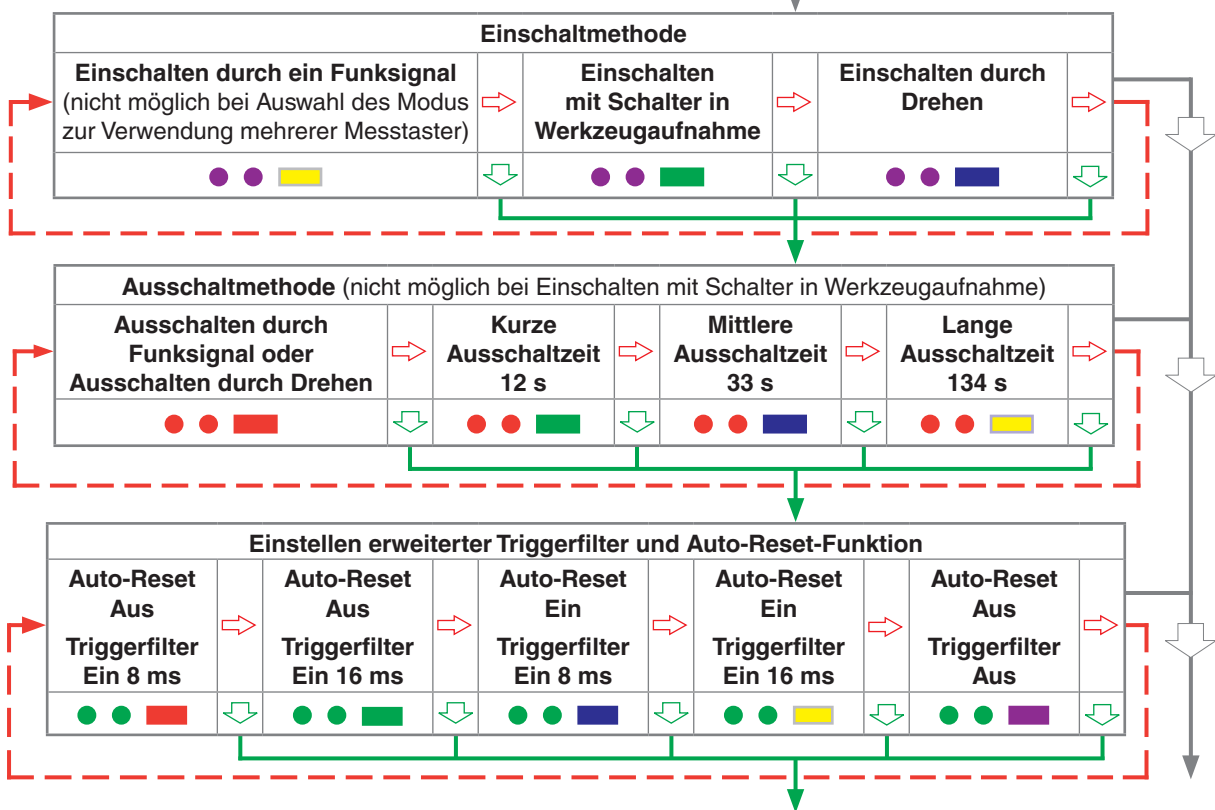 Einschaltmethode
Einschalten durch ein Funksignal
(nicht möglich bei Auswahl des Modus
zur Verwendung mehrerer Messtaster)
Einschalten
mit Schalter in
Werkzeugaufnahme
Einschalten durch
Drehen
Ausschaltmethode (nicht möglich bei Einschalten mit Schalter in Werkzeugaufnahme)
Ausschalten durch
Funksignal oder
Ausschalten durch Drehen
Kurze
Ausschaltzeit
12 s
Mittlere
Ausschaltzeit
33 s
Lange
Ausschaltzeit
134 s
Einstellen erweiterter Triggerfilter und Auto-Reset-Funktion
Auto-Reset
Aus
Triggerfilter
Ein 8 ms
Auto-Reset
Aus
Triggerfilter
Ein 16 ms
Auto-Reset
Ein
Triggerfilter
Ein 8 ms
Auto-Reset
Ein
Triggerfilter
Ein 16 ms
Auto-Reset
Aus
Triggerfilter
Aus